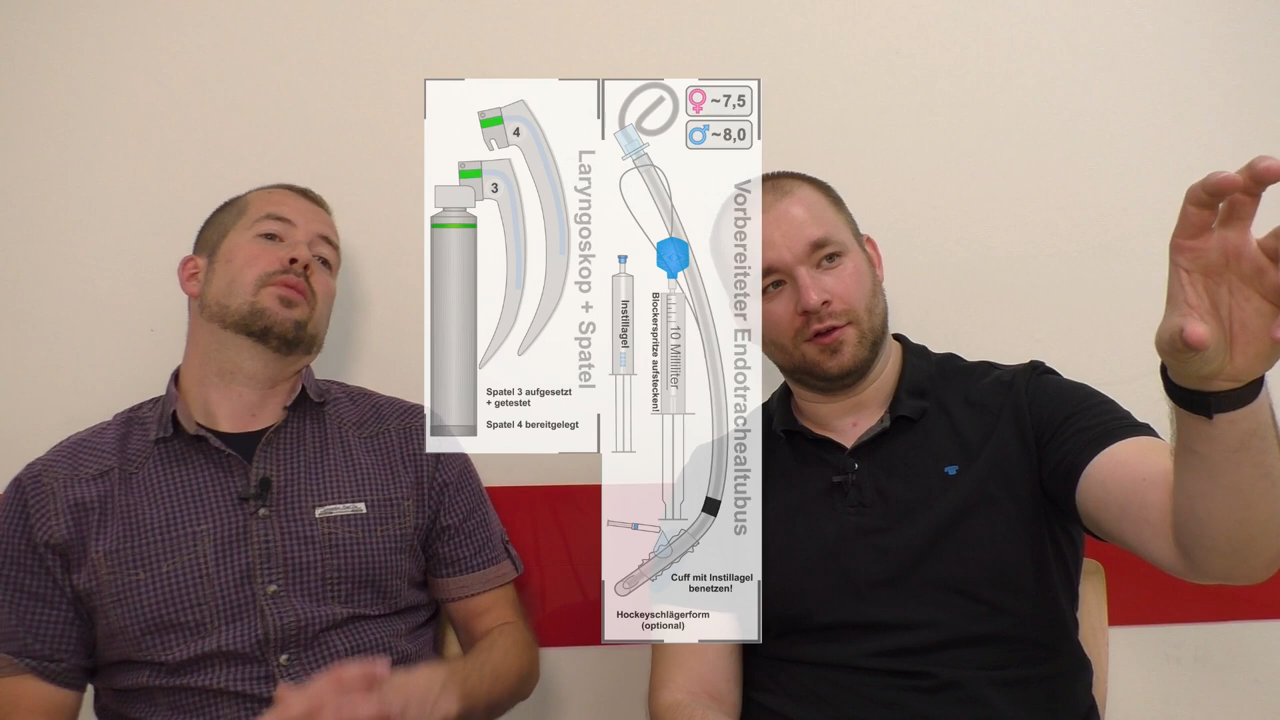 4
3
Laryngoskop + Spatel
Spatel 3 aufgesetzt
+ getestet
Spatel 4 bereitgelegt
~7,5
~8,0
Vorbereiteter Endotrachealtubus
Instillagel
Blockerspritze aufstecken!
10 Milliliter
Cuff mit Instillagel
benetzen!
Hockeyschlägerform
(optional)